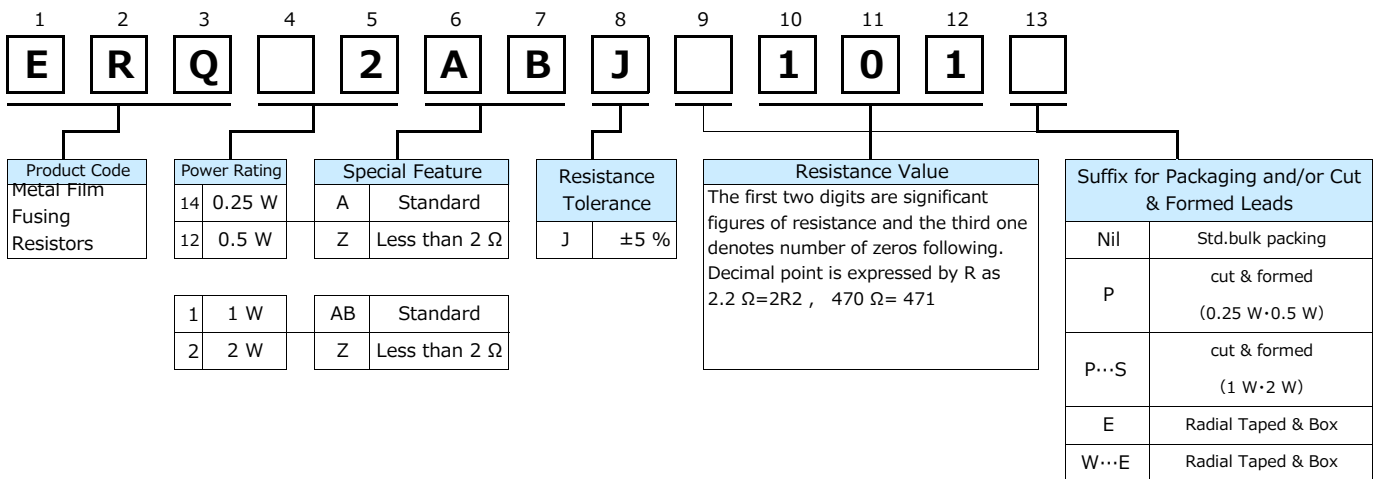 1 2 3 4 5 6 7 8 9 10 11 12 13
E R Q 2 A B J 1 0 1
Product Code
Metal Film
Fusing
Resistors
Power Rating
14 0.25 W
12 0.5 W
1 1 W
2 2 W
Special Feature
A Standard
Z Less than 2 Ω
AB Standard
Z Less than 2 Ω
Resistance
Tolerance
J ±5 %
Resistance Value
The first two digits are significant
figures of resistance and the third one
denotes number of zeros following.
Decimal point is expressed by R as
2.2 Ω=2R2 , 470 Ω= 471
Suffix for Packaging and/or Cut
& Formed Leads
Nil Std.bulk packing
P cut & formed
(0.25 W･0.5 W)
P⋯S cut & formed
(1 W･2 W)
E Radial Taped & Box
W⋯E Radial Taped & Box